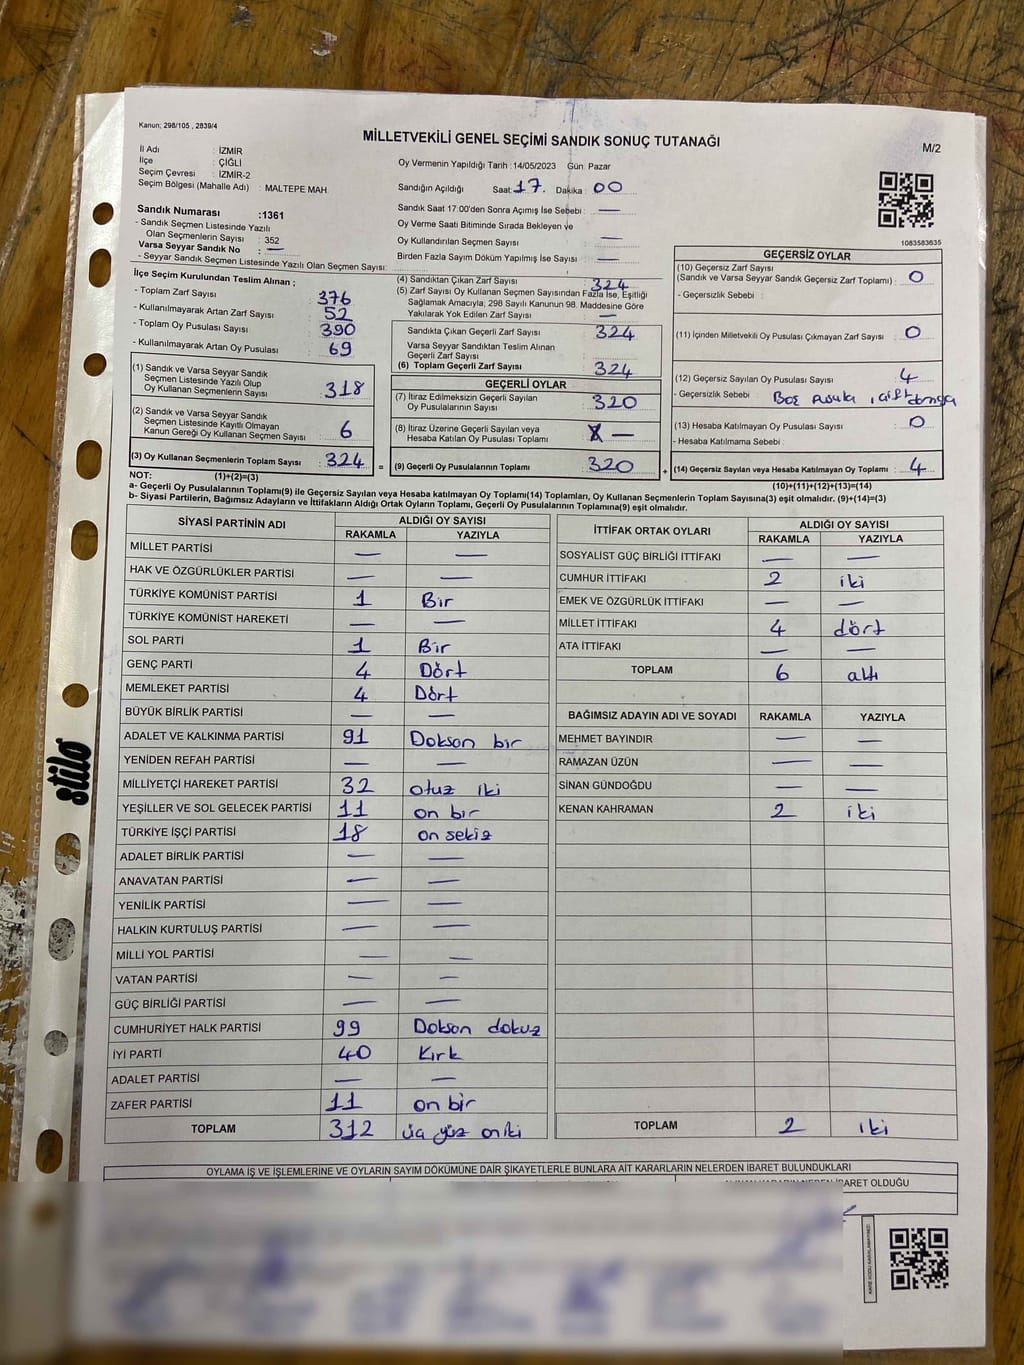 Kanun; 298/105 , 2839/4
MİLLETVEKİLİ GENEL SEÇİMİ SANDIK SONUÇ TUTANAĞI
M/2
İl Adı : İZMİR
İlçe : ÇİĞLİ
Seçim Çevresi : İZMİR-2
Seçim Bölgesi (Mahalle Adı) : MALTEPE MAH.
Oy Vermenin Yapıldığı Tarih :14/05/2023 Gün: Pazar
Sandığın Açıldığı Saat: 17. Dakika : 00
Sandık Saat 17:00'den Sonra Açımış İse Sebebi : —
Oy Verme Saati Bitiminde Sırada Bekleyen ve
Oy Kullandırılan Seçmen Sayısı : —
Birden Fazla Sayım Döküm Yapılmış İse Sayısı : —
1083583635
Sandık Numarası :1361
- Sandık Seçmen Listesinde Yazılı
Olan Seçmenlerin Sayısı : 352
Varsa Seyyar Sandık No : —
- Seyyar Sandık Seçmen Listesinde Yazılı Olan Seçmen Sayısı:
İlçe Seçim Kurulundan Teslim Alınan ;
- Toplam Zarf Sayısı : 376
- Kullanılmayarak Artan Zarf Sayısı : 52
- Toplam Oy Pusulası Sayısı : 390
- Kullanılmayarak Artan Oy Pusulası : 69
(1) Sandık ve Varsa Seyyar Sandık
Seçmen Listesinde Yazılı Olup
Oy Kullanan Seçmenlerin Sayısı : 318
(2) Sandık ve Varsa Seyyar Sandık
Seçmen Listesinde Kayıtlı Olmayan
Kanun Gereği Oy Kullanan Seçmen Sayısı : 6
(3) Oy Kullanan Seçmenlerin Toplam Sayısı : 324
(1)+(2)=(3)
(4) Sandıktan Çıkan Zarf Sayısı : 324
(5) Zarf Sayısı Oy Kullanan Seçmen Sayısından Fazla İse, Eşitliği
Sağlamak Amacıyla; 298 Sayılı Kanunun 98. Maddesine Göre
Yakılarak Yok Edilen Zarf Sayısı : —
Sandıkta Çıkan Geçerli Zarf Sayısı : 324
Varsa Seyyar Sandıktan Teslim Alınan
Geçerli Zarf Sayısı :
(6) Toplam Geçerli Zarf Sayısı : 324
GEÇERLİ OYLAR
(7) İtiraz Edilmeksizin Geçerli Sayılan
Oy Pusulalarının Sayısı : 320
(8) İtiraz Üzerine Geçerli Sayılan veya
Hesaba Katılan Oy Pusulası Toplamı : —
= (9) Geçerli Oy Pusulalarının Toplamı : 320 +
GEÇERSİZ OYLAR
(10) Geçersiz Zarf Sayısı
(Sandık ve Varsa Seyyar Sandık Geçersiz Zarf Toplamı) : 0
- Geçersizlik Sebebi :
(11) İçinden Milletvekili Oy Pusulası Çıkmayan Zarf Sayısı : 0
(12) Geçersiz Sayılan Oy Pusulası Sayısı : 4
- Geçersizlik Sebebi : Boş pusula , çift damga
(13) Hesaba Katılmayan Oy Pusulası Sayısı : 0
- Hesaba Katılmama Sebebi :
(14) Geçersiz Sayılan veya Hesaba Katılmayan Oy Toplamı : 4
(10)+(11)+(12)+(13)=(14)
NOT:
a- Geçerli Oy Pusulalarının Toplamı(9) ile Geçersiz Sayılan veya Hesaba katılmayan Oy Toplamı(14) Toplamları, Oy Kullanan Seçmenlerin Toplam Sayısına(3) eşit olmalıdır. (9)+(14)=(3)
b- Siyasi Partilerin, Bağımsız Adayların ve İttifakların Aldığı Ortak Oyların Toplamı, Geçerli Oy Pusulalarının Toplamına(9) eşit olmalıdır.
SİYASİ PARTİNİN ADI ALDIĞI OY SAYISI
RAKAMLA YAZIYLA
MİLLET PARTİSİ — —
HAK VE ÖZGÜRLÜKLER PARTİSİ — —
TÜRKİYE KOMÜNİST PARTİSİ 1 Bir
TÜRKİYE KOMÜNİST HAREKETİ — —
SOL PARTİ 1 Bir
GENÇ PARTİ 4 Dört
MEMLEKET PARTİSİ 4 Dört
BÜYÜK BİRLİK PARTİSİ — —
ADALET VE KALKINMA PARTİSİ 91 Doksan bir
YENİDEN REFAH PARTİSİ — —
MİLLİYETÇİ HAREKET PARTİSİ 32 otuz iki
YEŞİLLER VE SOL GELECEK PARTİSİ 11 on bir
TÜRKİYE İŞÇİ PARTİSİ 18 on sekiz
ADALET BİRLİK PARTİSİ — —
ANAVATAN PARTİSİ — —
YENİLİK PARTİSİ — —
HALKIN KURTULUŞ PARTİSİ — —
MİLLİ YOL PARTİSİ — —
VATAN PARTİSİ — —
GÜÇ BİRLİĞİ PARTİSİ — —
CUMHURİYET HALK PARTİSİ 99 Doksan dokuz
İYİ PARTİ 40 Kırk
ADALET PARTİSİ — —
ZAFER PARTİSİ 11 on bir
TOPLAM 312 üç yüz on iki
İTTİFAK ORTAK OYLARI ALDIĞI OY SAYISI
RAKAMLA YAZIYLA
SOSYALİST GÜÇ BİRLİĞİ İTTİFAKI — —
CUMHUR İTTİFAKI 2 iki
EMEK VE ÖZGÜRLÜK İTTİFAKI — —
MİLLET İTTİFAKI 4 dört
ATA İTTİFAKI — —
TOPLAM 6 altı
BAĞIMSIZ ADAYIN ADI VE SOYADI RAKAMLA YAZIYLA
MEHMET BAYINDIR — —
RAMAZAN ÜZÜN — —
SİNAN GÜNDOĞDU — —
KENAN KAHRAMAN 2 iki
TOPLAM 2 iki
OYLAMA İŞ VE İŞLEMLERİNE VE OYLARIN SAYIM DÖKÜMÜNE DAİR ŞİKAYETLERLE BUNLARA AİT KARARLARIN NELERDEN İBARET BULUNDUKLARI
stilo